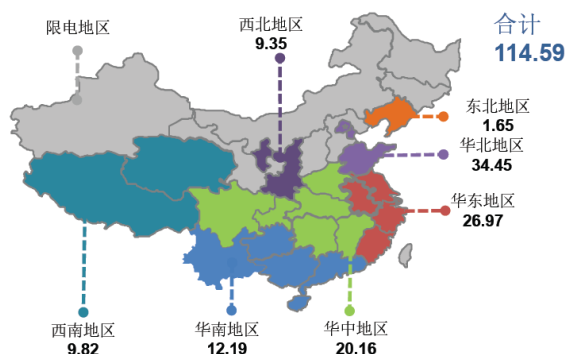 限电地区
西北地区
9.35
合计
114.59
东北地区
1.65
华北地区
34.45
华东地区
26.97
西南地区
9.82
华南地区
12.19
华中地区
20.16